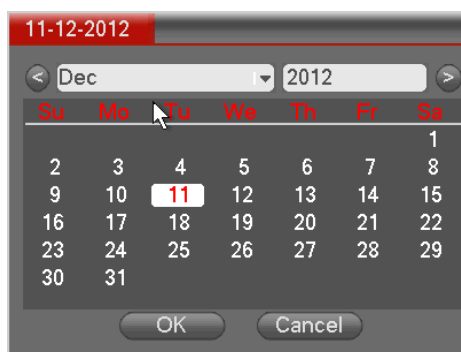 11-12-2012
< Dec 2012 >
Su Mo Tu We Th Fr Sa
1
2 3 4 5 6 7 8
9 10 11 12 13 14 15
16 17 18 19 20 21 22
23 24 25 26 27 28 29
30 31
OK Cancel